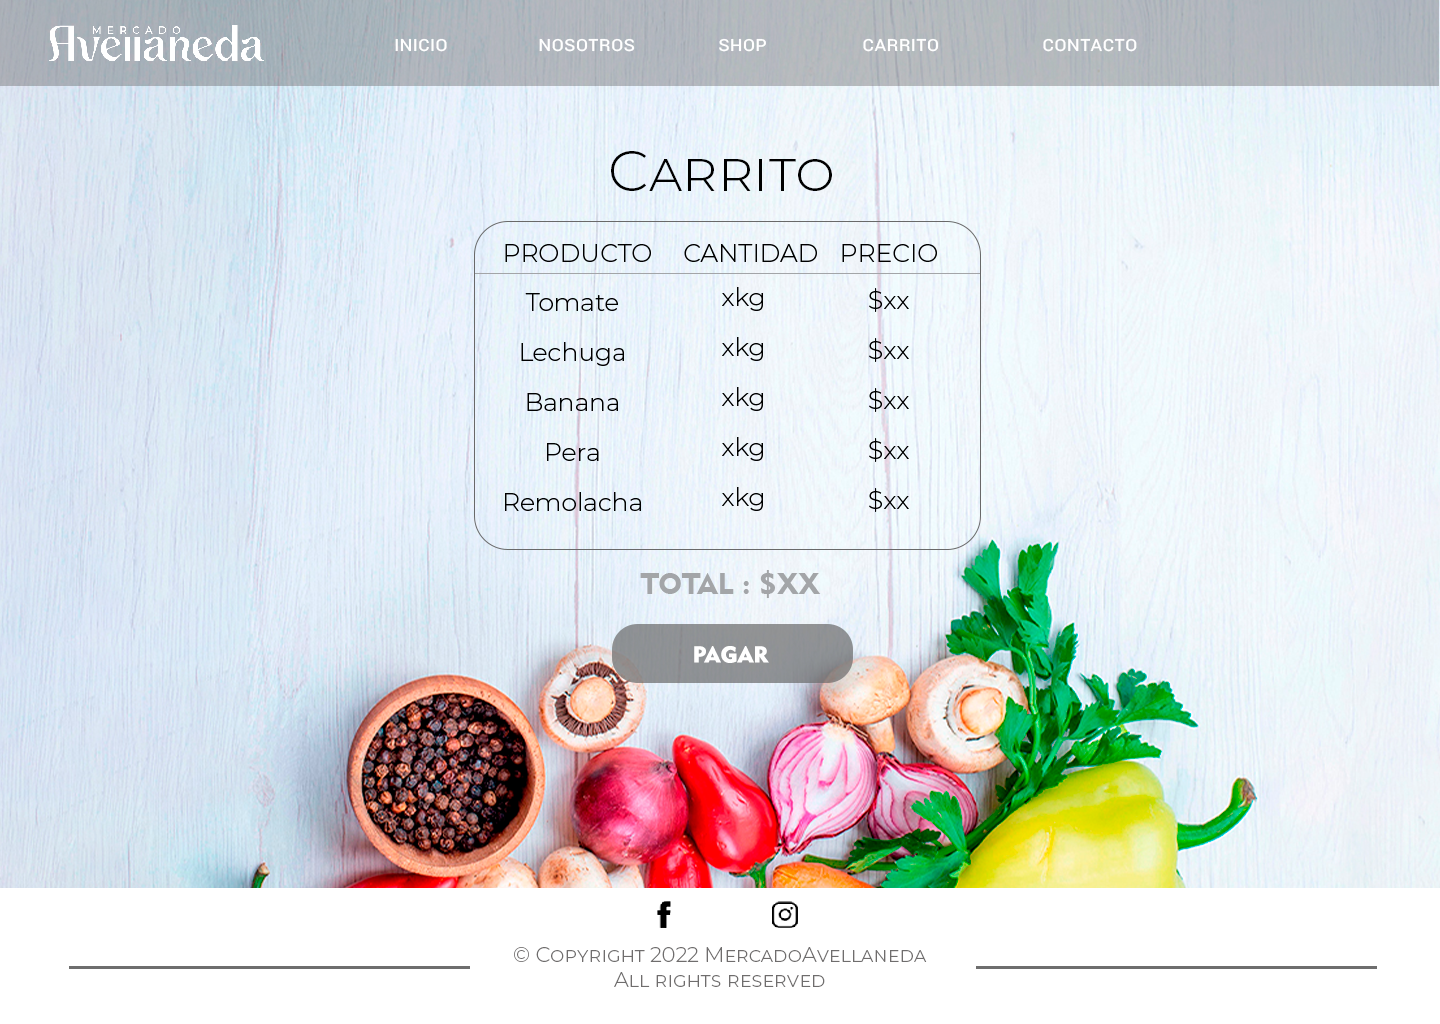 MERCADO
Avellaneda
INICIO NOSOTROS SHOP CARRITO CONTACTO
Carrito
PRODUCTO CANTIDAD PRECIO
Tomate xkg $xx
Lechuga xkg $xx
Banana xkg $xx
Pera xkg $xx
Remolacha xkg $xx
TOTAL : $XX
PAGAR
© Copyright 2022 MercadoAvellaneda
All rights reserved